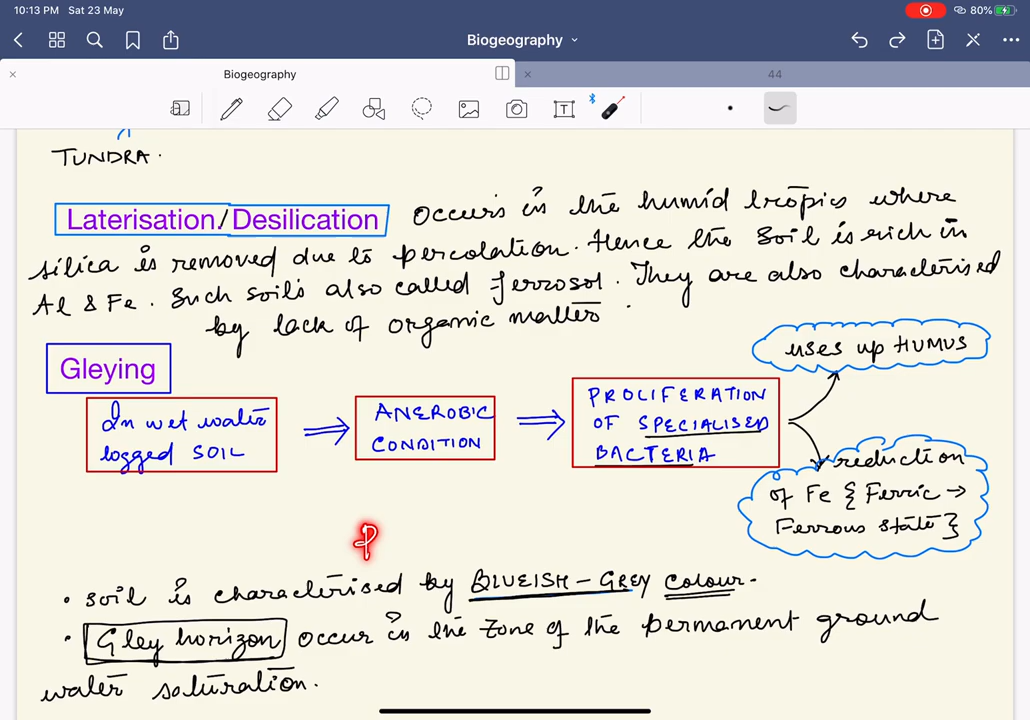 10:13 PM Sat 23 May
80%
Biogeography
Biogeography
44
T
TUNDRA.
Laterisation/Desilication occurs in the humid tropics where
silica is removed due to percolation. Hence the soil is rich in
Al & Fe. Such soils also called ferrosol. They are also characterised
by lack of organic matter
Gleying
uses up HUMUS
In wet water
logged SOIL
ANEROBIC
CONDITION
PROLIFERATION
OF SPECIALISED
BACTERIA
reduction
of Fe {Ferric →
Ferrous state}
• Soil is characterised by BLUEISH-GREY colour.
• Gley horizon occur in the zone of the permanent ground
water saturation.